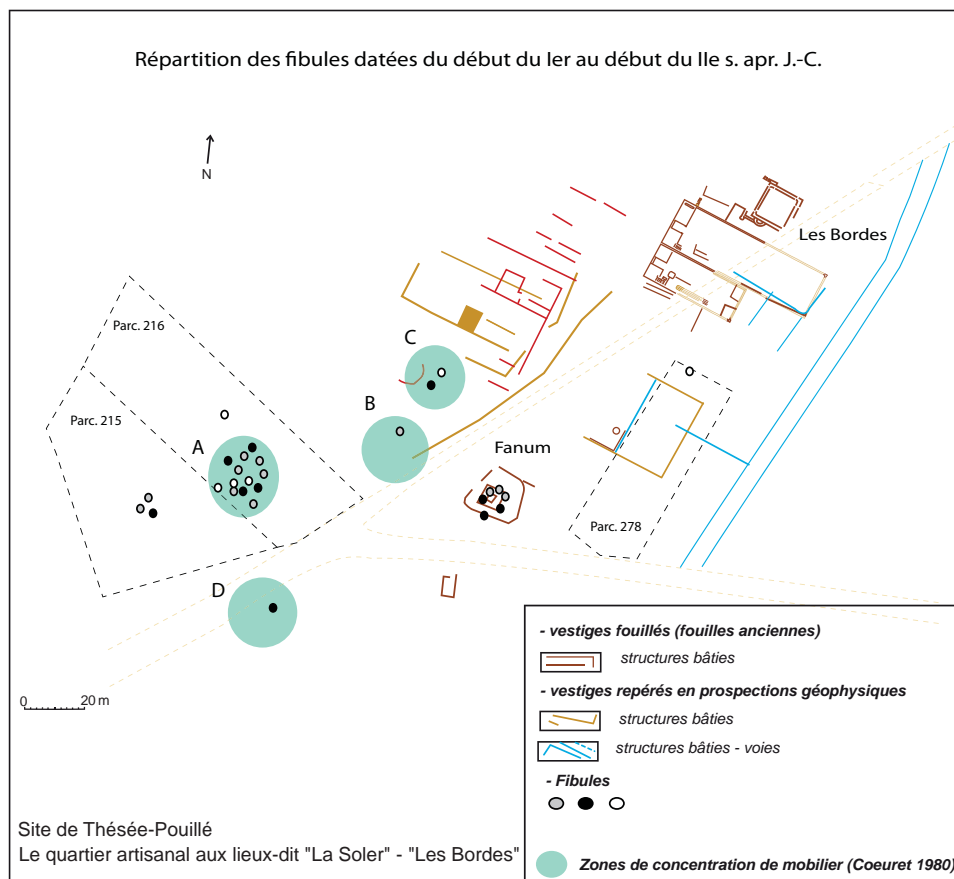 Répartition des fibules datées du début du Ier au début du IIe s. apr. J.-C.
N
Les Bordes
Parc. 216
C
Parc. 215
B
A
Fanum
Parc. 278
D
0 20 m
- vestiges fouillés (fouilles anciennes)
structures bâties
- vestiges repérés en prospections géophysiques
structures bâties
structures bâties - voies
- Fibules
Zones de concentration de mobilier (Coeuret 1980)
Site de Thésée-Pouillé
Le quartier artisanal aux lieux-dit "La Soler" - "Les Bordes"